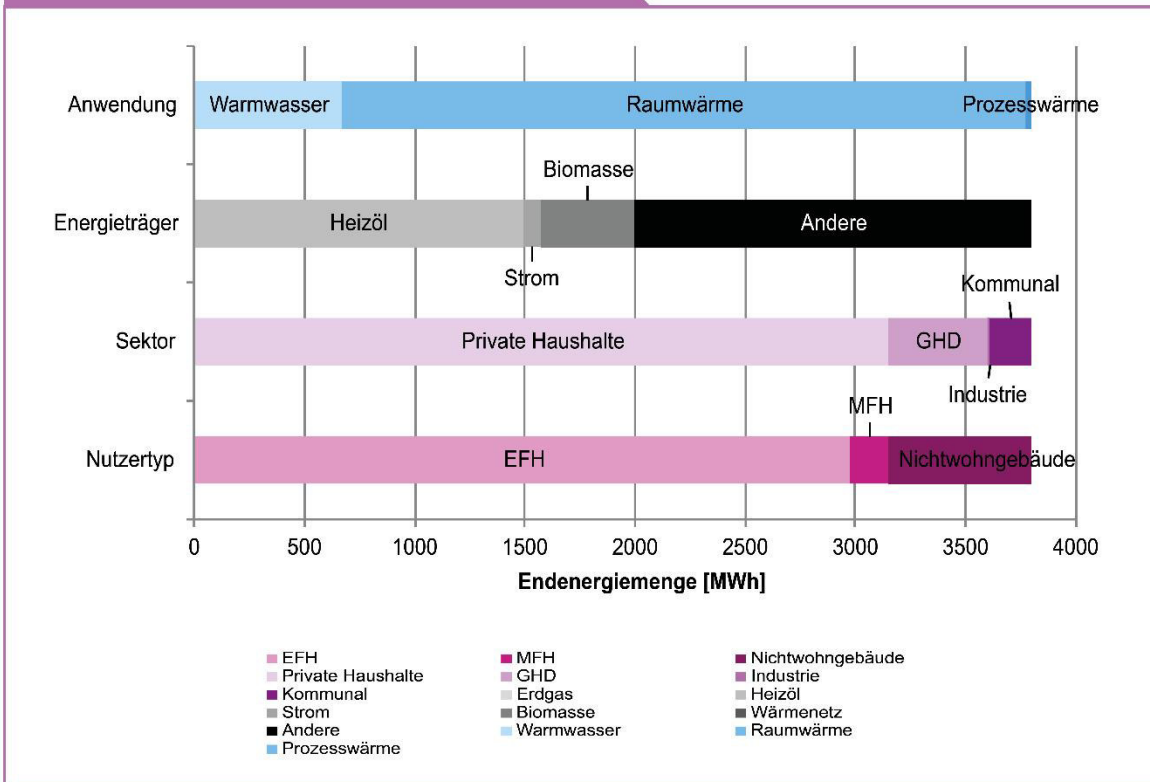 Anwendung
Warmwasser
Raumwärme
Prozesswärme
Biomasse
Energieträger
Heizöl
Andere
Strom
Kommunal
Sektor
Private Haushalte
GHD
Industrie
MFH
Nutzertyp
EFH
Nichtwohngebäude
0 500 1000 1500 2000 2500 3000 3500 4000
Endenergiemenge [MWh]
EFH MFH Nichtwohngebäude
Private Haushalte GHD Industrie
Kommunal Erdgas Heizöl
Strom Biomasse Wärmenetz
Andere Warmwasser Raumwärme
Prozesswärme